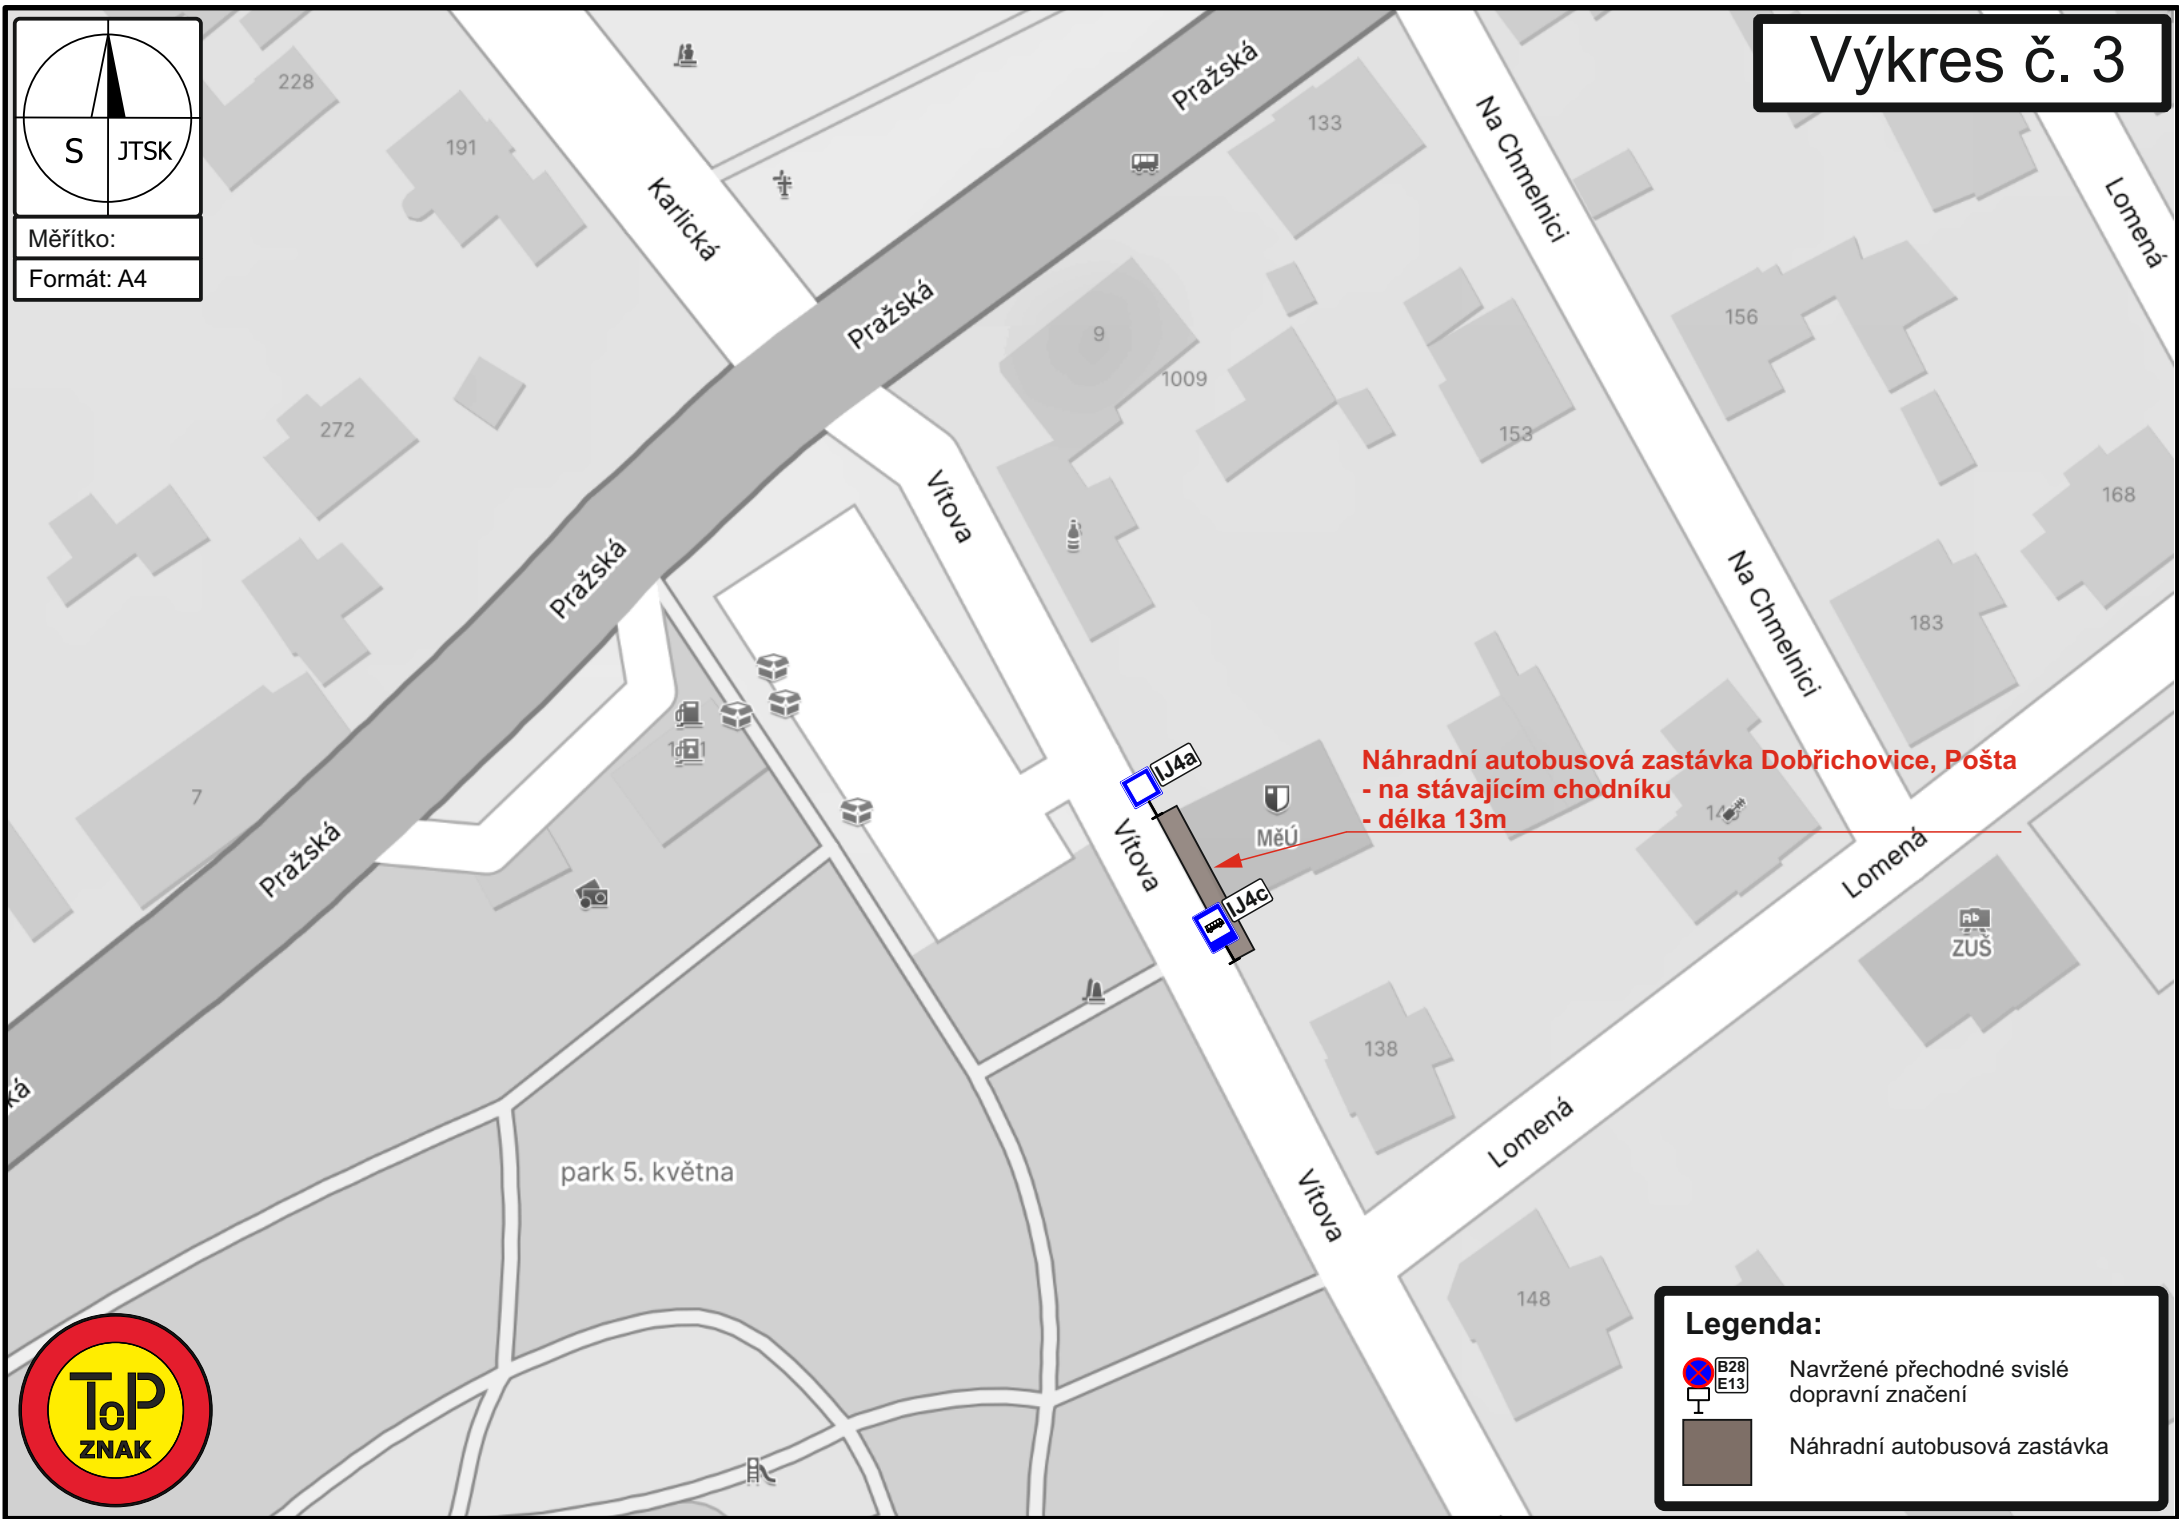 Výkres č. 3
S JTSK
Měřítko:
Formát: A4
228
191
133
Pražská
Karlická
Na Chmelnici
Lomená
Pražská
9
1009
156
153
272
168
Vítova
Pražská
Na Chmelnici
183
7
Pražská
IJ4a
Náhradní autobusová zastávka Dobřichovice, Pošta
- na stávajícím chodníku
- délka 13m
MěÚ
Vítova
IJ4c
Lomená
Ab
ZUŠ
138
ká
Lomená
park 5. května
Vítova
148
Legenda:
B28
E13
Navržené přechodné svislé
dopravní značení
Náhradní autobusová zastávka
ToP
ZNAK